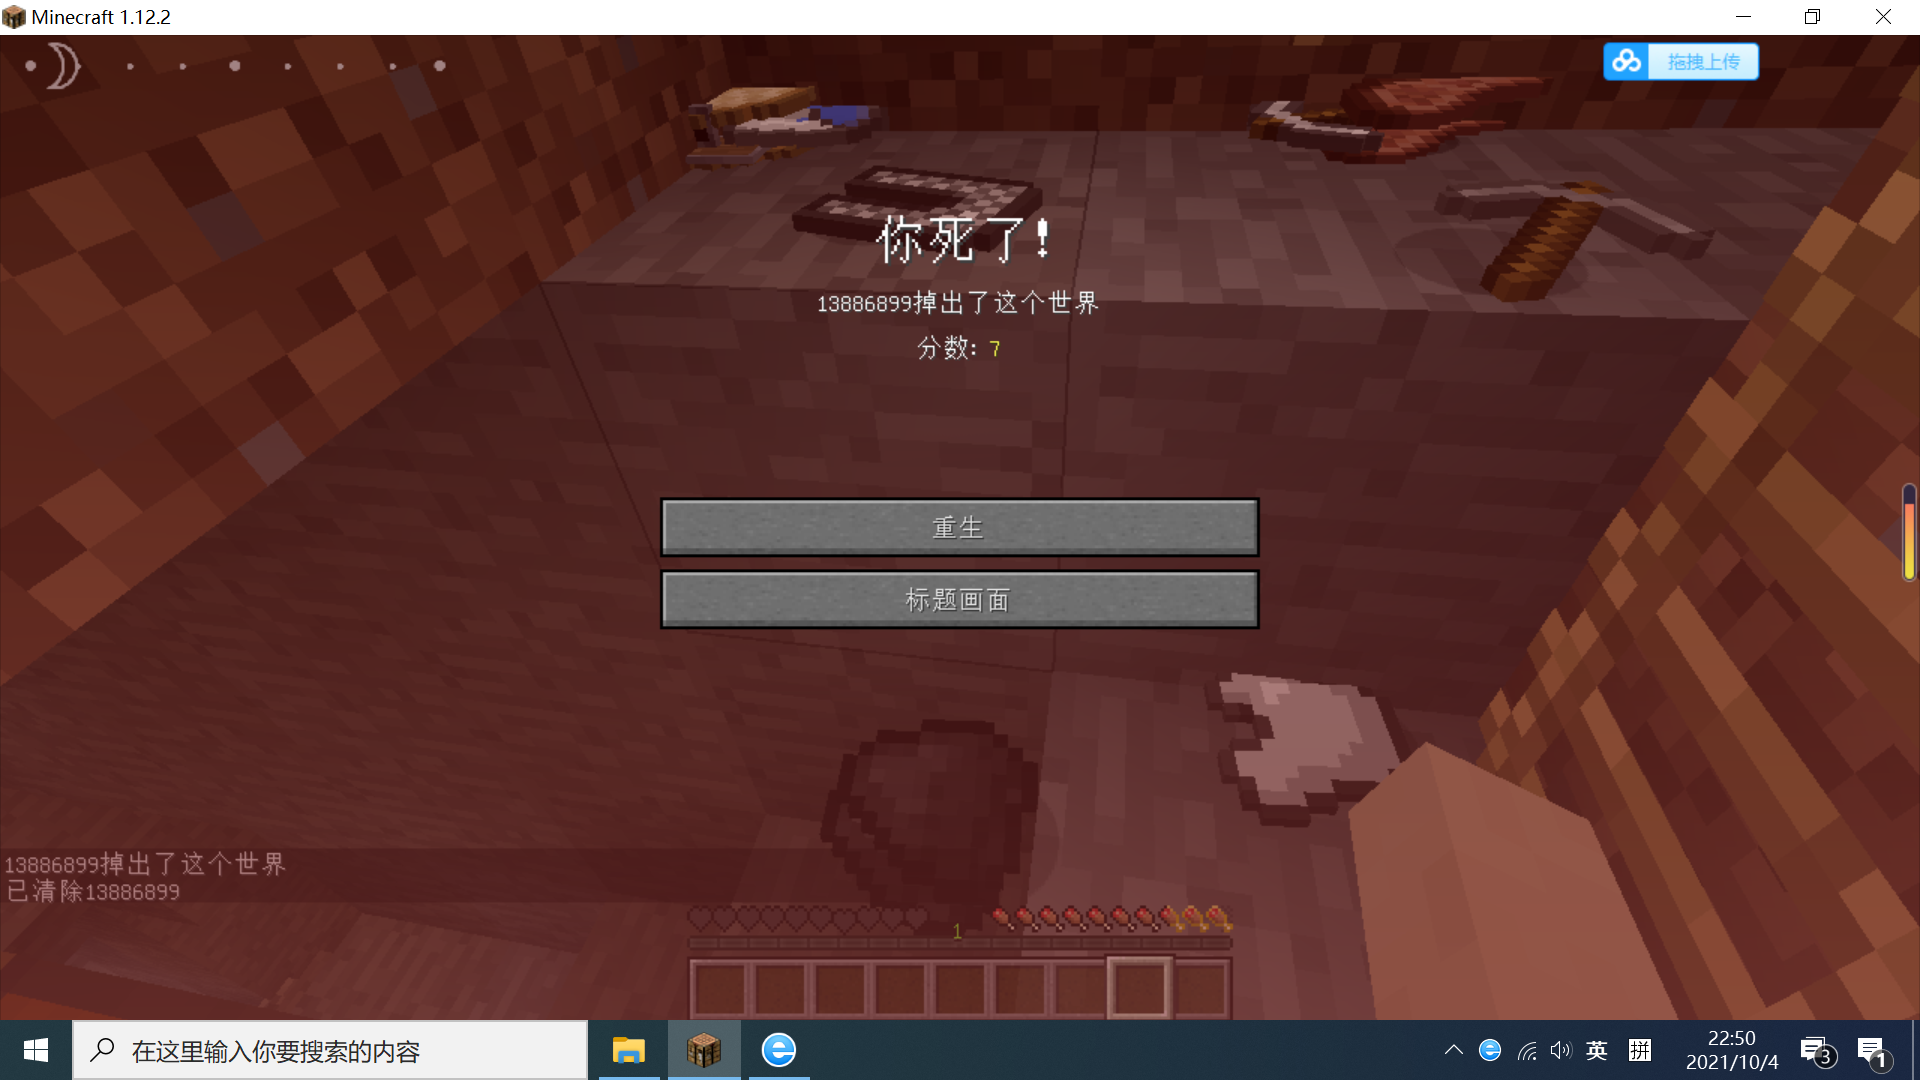 Minecraft 1.12.2
拖拽上传
你死了!
13886899掉出了这个世界
分数: 7
重生
标题画面
13886899掉出了这个世界
已清除13886899
1
在这里输入你要搜索的内容
英
拼
22:50
2021/10/4
3
1